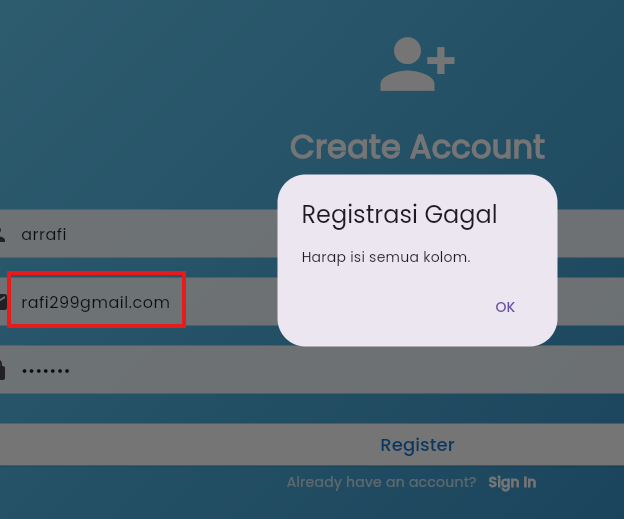 Create Account
Registrasi Gagal
arrafi
Harap isi semua kolom.
rafi299gmail.com
OK
•••••••
Register
Already have an account? Sign In